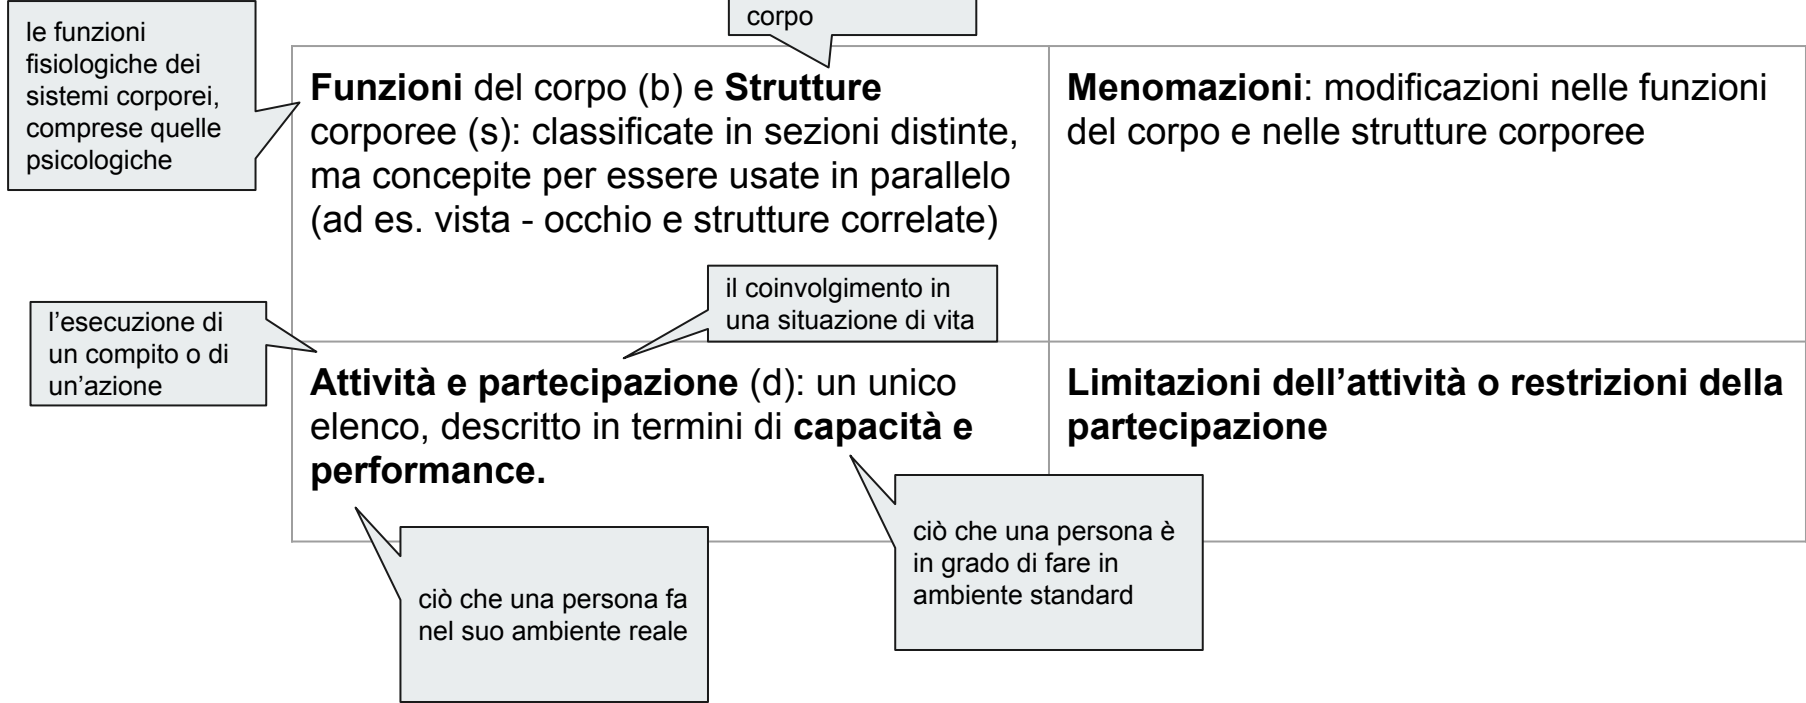 corpo
le funzioni
fisiologiche dei
sistemi corporei,
comprese quelle
psicologiche
Funzioni del corpo (b) e Strutture
corporee (s): classificate in sezioni distinte,
ma concepite per essere usate in parallelo
(ad es. vista - occhio e strutture correlate)
Menomazioni: modificazioni nelle funzioni
del corpo e nelle strutture corporee
il coinvolgimento in
una situazione di vita
l'esecuzione di
un compito o di
un'azione
Attività e partecipazione (d): un unico
elenco, descritto in termini di capacità e
performance.
Limitazioni dell'attività o restrizioni della
partecipazione
ciò che una persona è
in grado di fare in
ambiente standard
ciò che una persona fa
nel suo ambiente reale